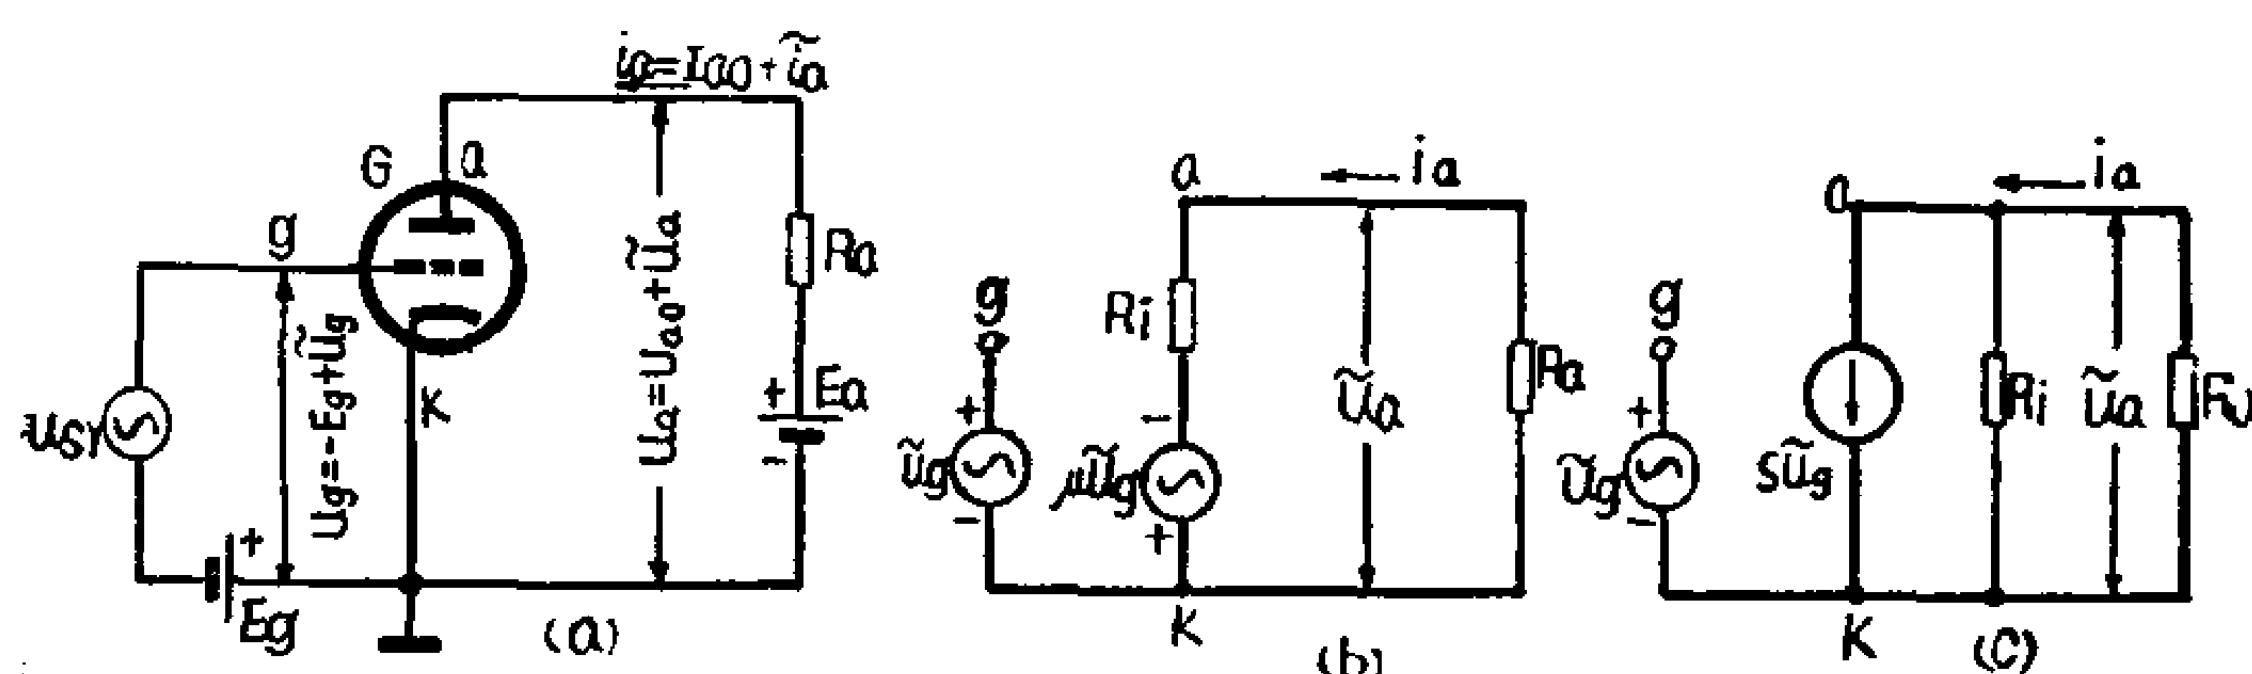 ia=Ia0+ĩa
G
a
g
Ra
ua=Ua0+ũa
ug=-Eg+ũg
K
usr
+
Ea
-
+
Eg
(a)
a
ia
g
Ri
+
ũg
-
-
μũg
+
ũa
Ra
K
(b)
a
ia
g
+
ũg
-
Sũg
Ri
ũa
K
(c)